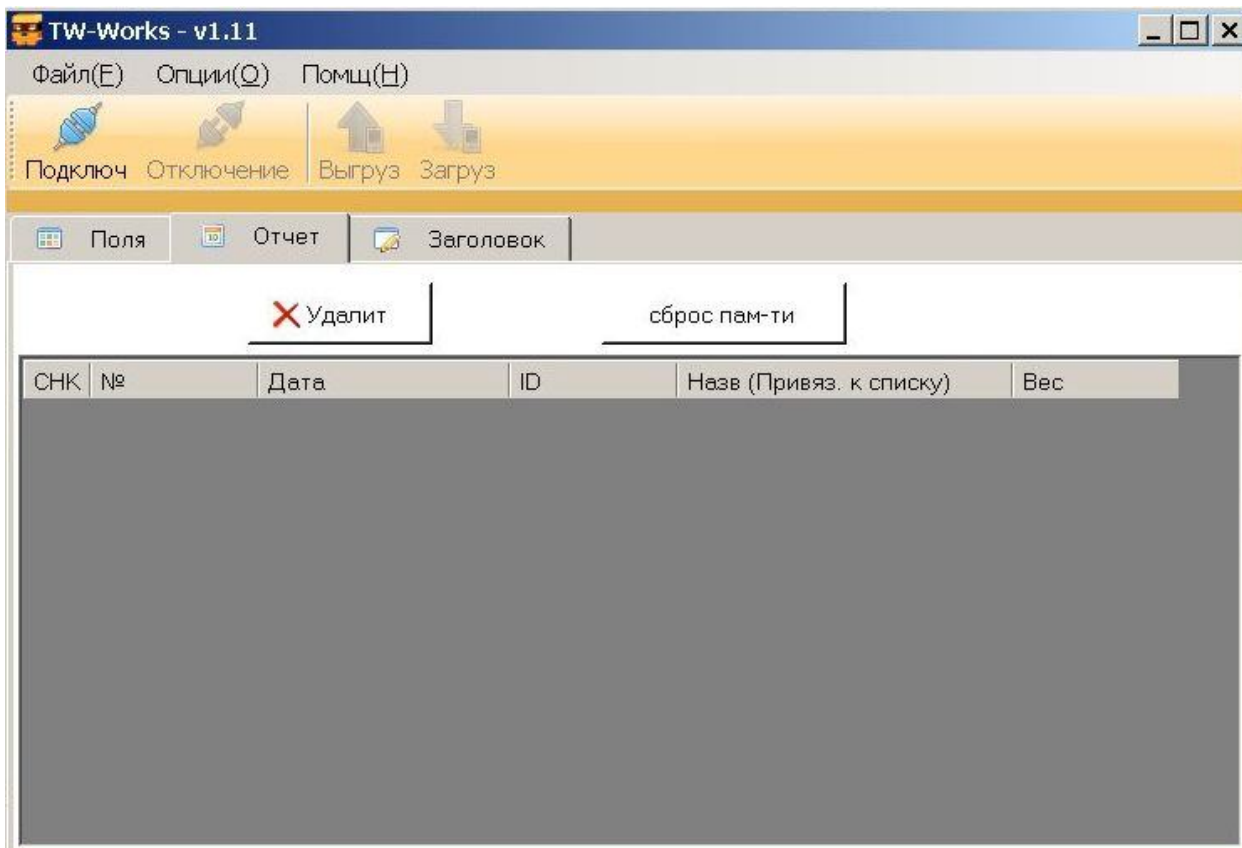 TW-Works - v1.11
Файл(F) Опции(O) Помщ(H)
Подключ Отключение Выгруз Загруз
Поля Отчет Заголовок
Удалит сброс пам-ти
СНК № Дата ID Назв (Привяз. к списку) Вес